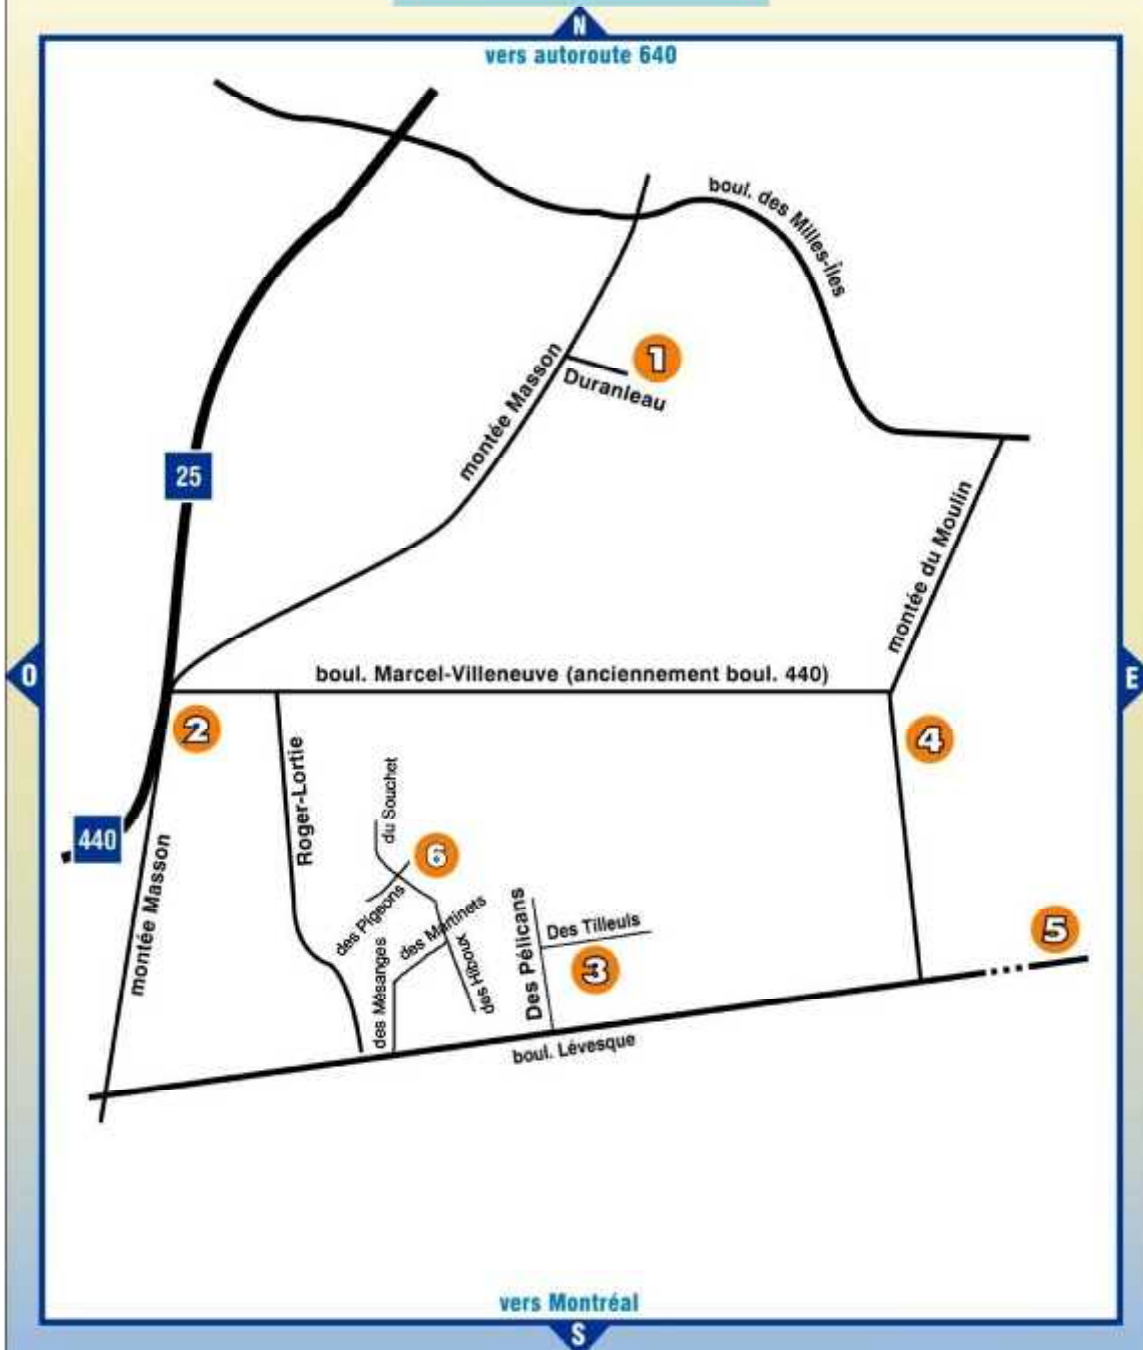 N
vers autoroute 640
boul. des Milles-Îles
1
montée Masson
Duranleau
25
montée du Moulin
O
boul. Marcel-Villeneuve (anciennement boul. 440)
E
2
4
Roger-Lortie
du Souchet
440
6
montée Masson
des Pigeons
des Martinets
des Mésanges
des Hiboux
Des Pélicans
Des Tilleuls
3
5
boul. Lévesque
vers Montréal
S